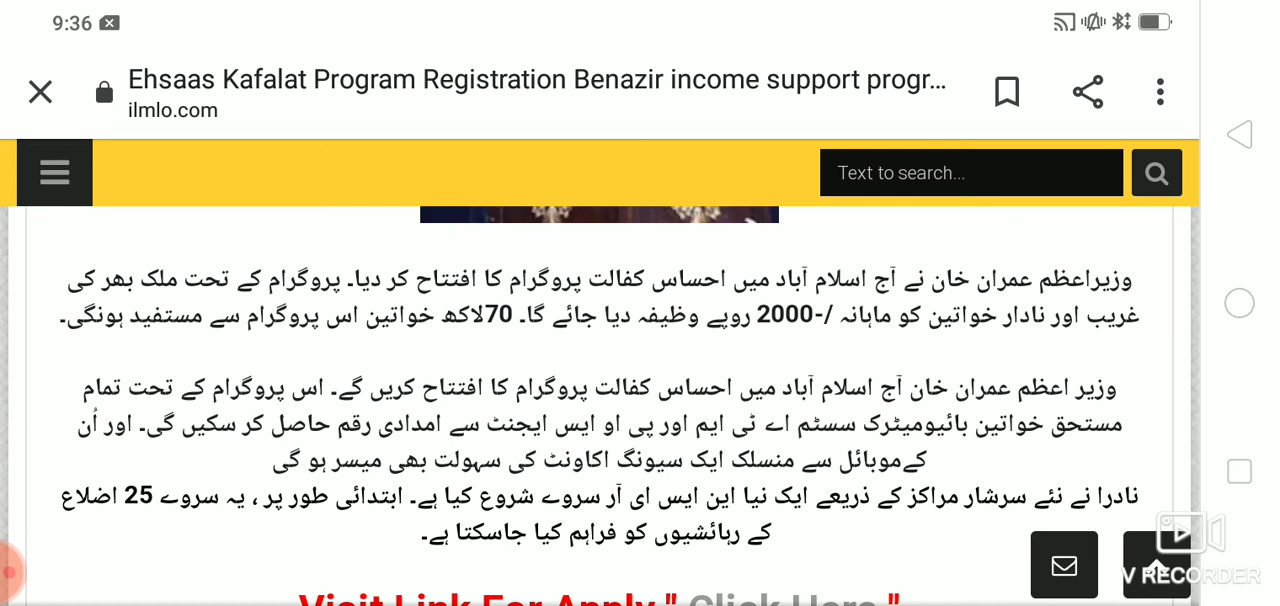 9:36
Ehsaas Kafalat Program Registration Benazir income support progr...
ilmlo.com
Text to search...
وزیراعظم عمران خان نے آج اسلام آباد میں احساس کفالت پروگرام کا افتتاح کر دیا۔ پروگرام کے تحت ملک بھر کی
غریب اور نادار خواتین کو ماہانہ /-2000 روپے وظیفہ دیا جائے گا۔ 70لاکھ خواتین اس پروگرام سے مستفید ہونگی۔
وزیر اعظم عمران خان آج اسلام آباد میں احساس کفالت پروگرام کا افتتاح کریں گے۔ اس پروگرام کے تحت تمام
مستحق خواتین بائیومیٹرک سسٹم اے ٹی ایم اور پی او ایس ایجنٹ سے امدادی رقم حاصل کر سکیں گی۔ اور اُن
کےموبائل سے منسلک ایک سیونگ اکاونٹ کی سہولت بھی میسر ہو گی
نادرا نے نئے سرشار مراکز کے ذریعے ایک نیا این ایس ای آر سروے شروع کیا ہے۔ ابتدائی طور پر ، یہ سروے 25 اضلاع
کے رہائشیوں کو فراہم کیا جاسکتا ہے۔
Visit Link For Apply " Click Here "
V RECORDER